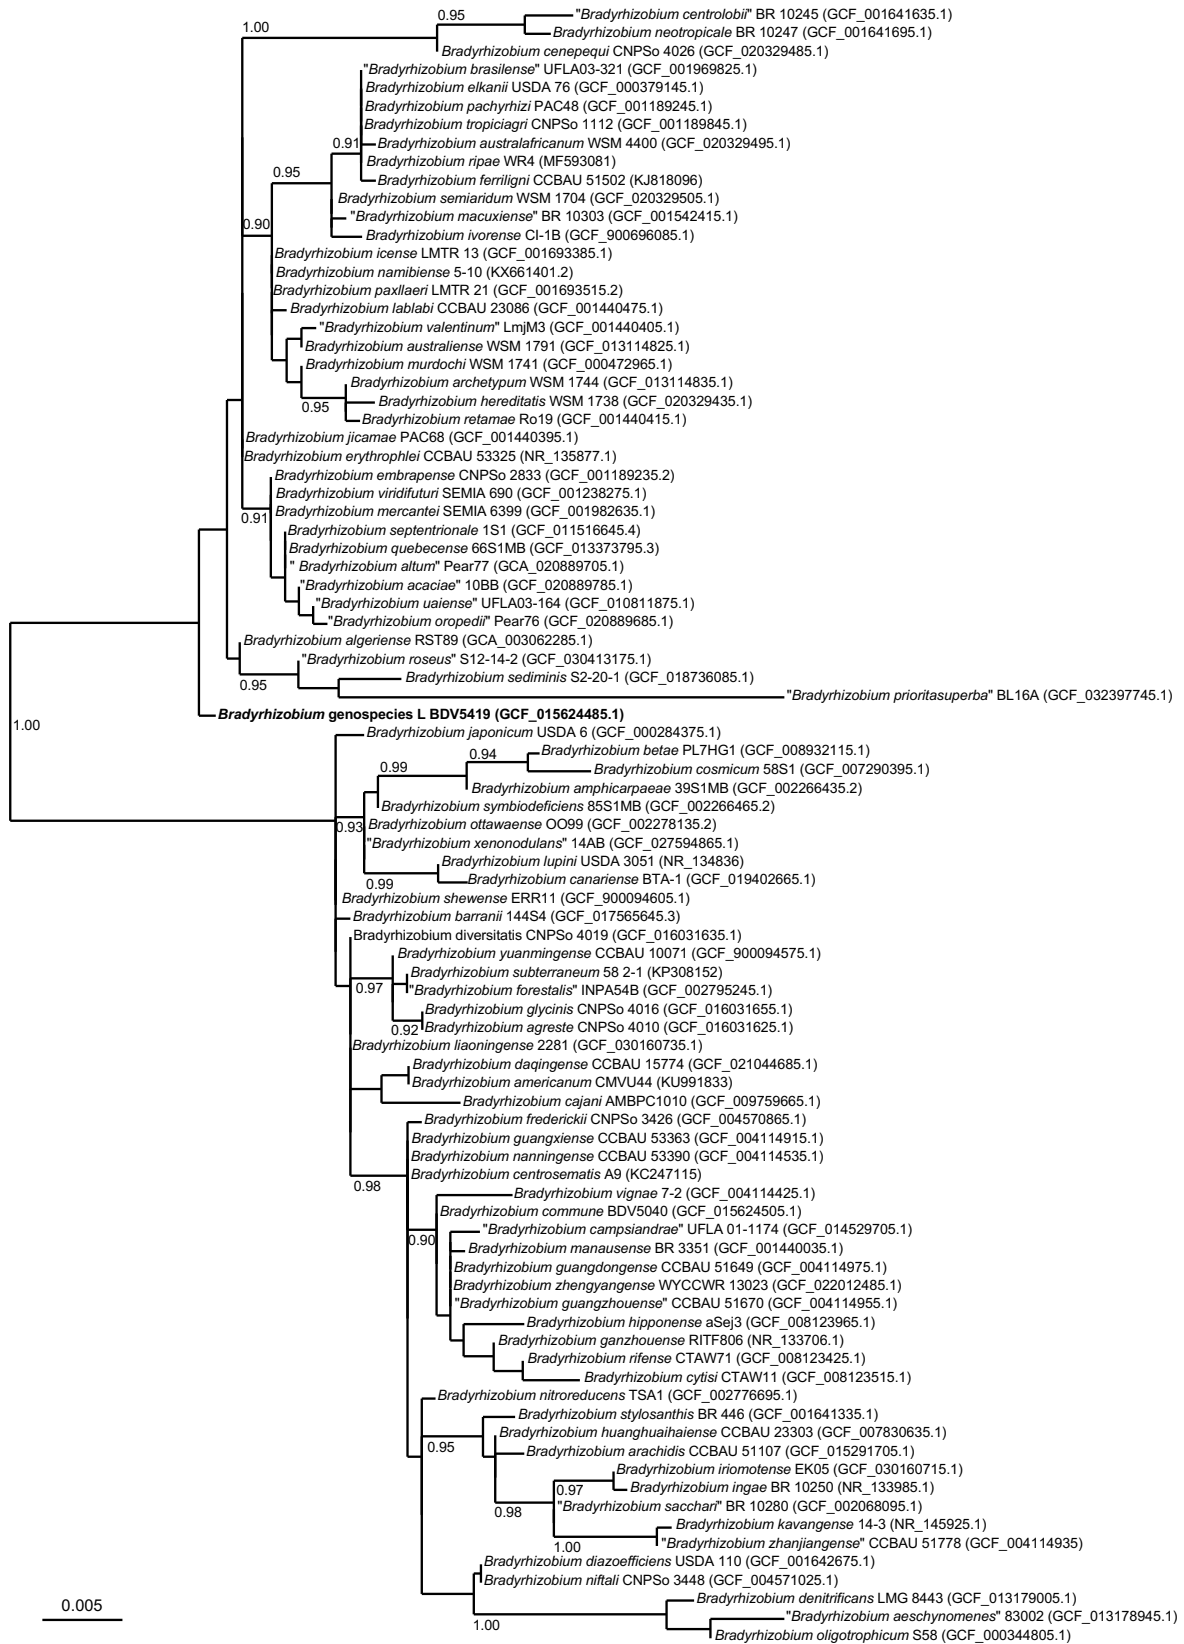 0.95
"Bradyrhizobium centrolobii" BR 10245 (GCF_001641635.1)
1.00
Bradyrhizobium neotropicale BR 10247 (GCF_001641695.1)
Bradyrhizobium cenepequi CNPSo 4026 (GCF_020329485.1)
"Bradyrhizobium brasilense" UFLA03-321 (GCF_001969825.1)
Bradyrhizobium elkanii USDA 76 (GCF_000379145.1)
Bradyrhizobium pachyrhizi PAC48 (GCF_001189245.1)
Bradyrhizobium tropiciagri CNPSo 1112 (GCF_001189845.1)
0.91
Bradyrhizobium australafricanum WSM 4400 (GCF_020329495.1)
Bradyrhizobium ripae WR4 (MF593081)
0.95
Bradyrhizobium ferriligni CCBAU 51502 (KJ818096)
Bradyrhizobium semiaridum WSM 1704 (GCF_020329505.1)
"Bradyrhizobium macuxiense" BR 10303 (GCF_001542415.1)
0.90
Bradyrhizobium ivorense CI-1B (GCF_900696085.1)
Bradyrhizobium icense LMTR 13 (GCF_001693385.1)
Bradyrhizobium namibiense 5-10 (KX661401.2)
Bradyrhizobium paxllaeri LMTR 21 (GCF_001693515.2)
Bradyrhizobium lablabi CCBAU 23086 (GCF_001440475.1)
"Bradyrhizobium valentinum" LmjM3 (GCF_001440405.1)
Bradyrhizobium australiense WSM 1791 (GCF_013114825.1)
Bradyrhizobium murdochi WSM 1741 (GCF_000472965.1)
Bradyrhizobium archetypum WSM 1744 (GCF_013114835.1)
0.95
Bradyrhizobium hereditatis WSM 1738 (GCF_020329435.1)
Bradyrhizobium retamae Ro19 (GCF_001440415.1)
Bradyrhizobium jicamae PAC68 (GCF_001440395.1)
Bradyrhizobium erythrophlei CCBAU 53325 (NR_135877.1)
Bradyrhizobium embrapense CNPSo 2833 (GCF_001189235.2)
Bradyrhizobium viridifuturi SEMIA 690 (GCF_001238275.1)
Bradyrhizobium mercantei SEMIA 6399 (GCF_001982635.1)
0.91
Bradyrhizobium septentrionale 1S1 (GCF_011516645.4)
Bradyrhizobium quebecense 66S1MB (GCF_013373795.3)
" Bradyrhizobium altum" Pear77 (GCA_020889705.1)
"Bradyrhizobium acaciae" 10BB (GCF_020889785.1)
"Bradyrhizobium uaiense" UFLA03-164 (GCF_010811875.1)
"Bradyrhizobium oropedii" Pear76 (GCF_020889685.1)
Bradyrhizobium algeriense RST89 (GCA_003062285.1)
"Bradyrhizobium roseus" S12-14-2 (GCF_030413175.1)
Bradyrhizobium sediminis S2-20-1 (GCF_018736085.1)
0.95
"Bradyrhizobium prioritasuperba" BL16A (GCF_032397745.1)
Bradyrhizobium genospecies L BDV5419 (GCF_015624485.1)
1.00
Bradyrhizobium japonicum USDA 6 (GCF_000284375.1)
0.94
Bradyrhizobium betae PL7HG1 (GCF_008932115.1)
0.99
Bradyrhizobium cosmicum 58S1 (GCF_007290395.1)
Bradyrhizobium amphicarpaeae 39S1MB (GCF_002266435.2)
Bradyrhizobium symbiodeficiens 85S1MB (GCF_002266465.2)
0.93
Bradyrhizobium ottawaense OO99 (GCF_002278135.2)
"Bradyrhizobium xenonodulans" 14AB (GCF_027594865.1)
Bradyrhizobium lupini USDA 3051 (NR_134836)
0.99
Bradyrhizobium canariense BTA-1 (GCF_019402665.1)
Bradyrhizobium shewense ERR11 (GCF_900094605.1)
Bradyrhizobium barranii 144S4 (GCF_017565645.3)
Bradyrhizobium diversitatis CNPSo 4019 (GCF_016031635.1)
Bradyrhizobium yuanmingense CCBAU 10071 (GCF_900094575.1)
Bradyrhizobium subterraneum 58 2-1 (KP308152)
0.97
"Bradyrhizobium forestalis" INPA54B (GCF_002795245.1)
Bradyrhizobium glycinis CNPSo 4016 (GCF_016031655.1)
0.92
Bradyrhizobium agreste CNPSo 4010 (GCF_016031625.1)
Bradyrhizobium liaoningense 2281 (GCF_030160735.1)
Bradyrhizobium daqingense CCBAU 15774 (GCF_021044685.1)
Bradyrhizobium americanum CMVU44 (KU991833)
Bradyrhizobium cajani AMBPC1010 (GCF_009759665.1)
Bradyrhizobium frederickii CNPSo 3426 (GCF_004570865.1)
Bradyrhizobium guangxiense CCBAU 53363 (GCF_004114915.1)
Bradyrhizobium nanningense CCBAU 53390 (GCF_004114535.1)
Bradyrhizobium centrosematis A9 (KC247115)
0.98
Bradyrhizobium vignae 7-2 (GCF_004114425.1)
Bradyrhizobium commune BDV5040 (GCF_015624505.1)
"Bradyrhizobium campsiandrae" UFLA 01-1174 (GCF_014529705.1)
0.90
Bradyrhizobium manausense BR 3351 (GCF_001440035.1)
Bradyrhizobium guangdongense CCBAU 51649 (GCF_004114975.1)
Bradyrhizobium zhengyangense WYCCWR 13023 (GCF_022012485.1)
"Bradyrhizobium guangzhouense" CCBAU 51670 (GCF_004114955.1)
Bradyrhizobium hipponense aSej3 (GCF_008123965.1)
Bradyrhizobium ganzhouense RITF806 (NR_133706.1)
Bradyrhizobium rifense CTAW71 (GCF_008123425.1)
Bradyrhizobium cytisi CTAW11 (GCF_008123515.1)
Bradyrhizobium nitroreducens TSA1 (GCF_002776695.1)
Bradyrhizobium stylosanthis BR 446 (GCF_001641335.1)
Bradyrhizobium huanghuaihaiense CCBAU 23303 (GCF_007830635.1)
0.95
Bradyrhizobium arachidis CCBAU 51107 (GCF_015291705.1)
Bradyrhizobium iriomotense EK05 (GCF_030160715.1)
0.97
Bradyrhizobium ingae BR 10250 (NR_133985.1)
0.98
"Bradyrhizobium sacchari" BR 10280 (GCF_002068095.1)
Bradyrhizobium kavangense 14-3 (NR_145925.1)
1.00
"Bradyrhizobium zhanjiangense" CCBAU 51778 (GCF_004114935)
Bradyrhizobium diazoefficiens USDA 110 (GCF_001642675.1)
Bradyrhizobium niftali CNPSo 3448 (GCF_004571025.1)
Bradyrhizobium denitrificans LMG 8443 (GCF_013179005.1)
0.005
1.00
"Bradyrhizobium aeschynomenes" 83002 (GCF_013178945.1)
Bradyrhizobium oligotrophicum S58 (GCF_000344805.1)